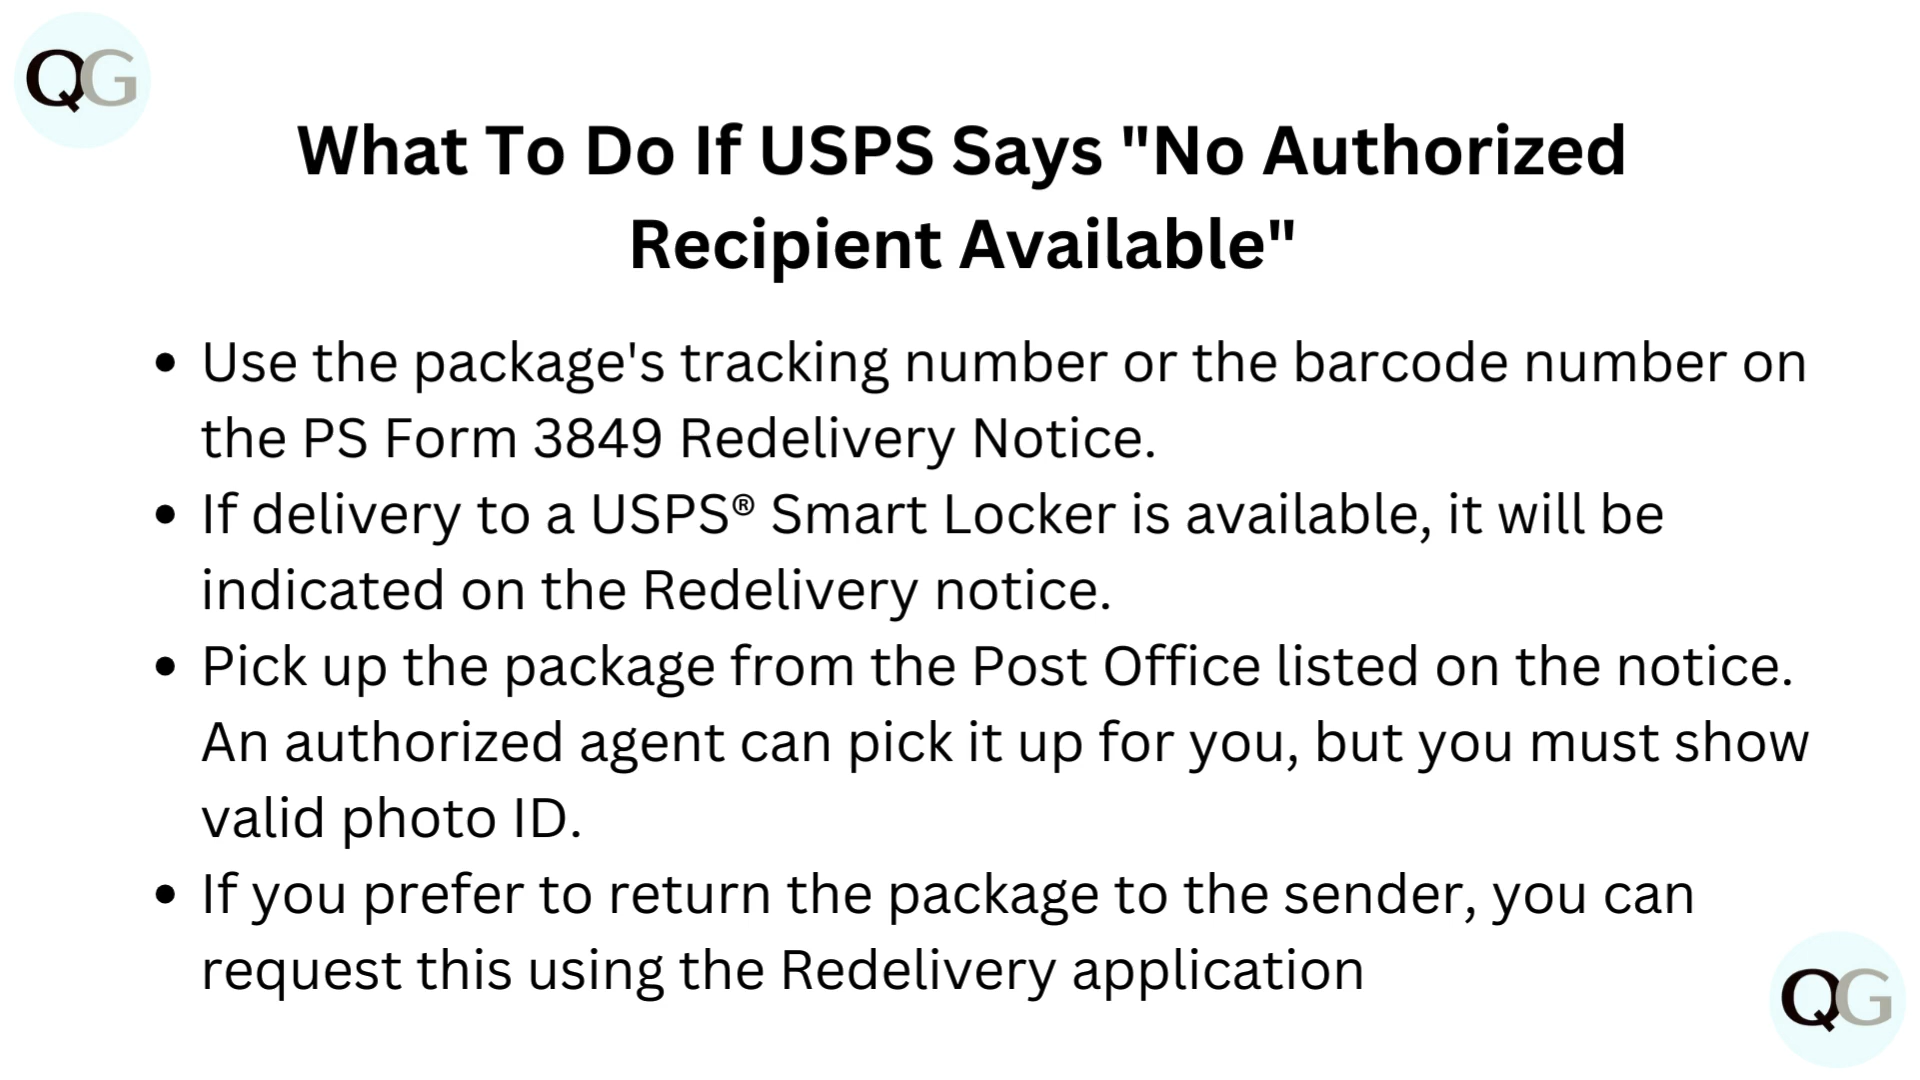 QG
What To Do If USPS Says "No Authorized
Recipient Available"
• Use the package's tracking number or the barcode number on
the PS Form 3849 Redelivery Notice.
• If delivery to a USPS® Smart Locker is available, it will be
indicated on the Redelivery notice.
• Pick up the package from the Post Office listed on the notice.
An authorized agent can pick it up for you, but you must show
valid photo ID.
• If you prefer to return the package to the sender, you can
request this using the Redelivery application
QG